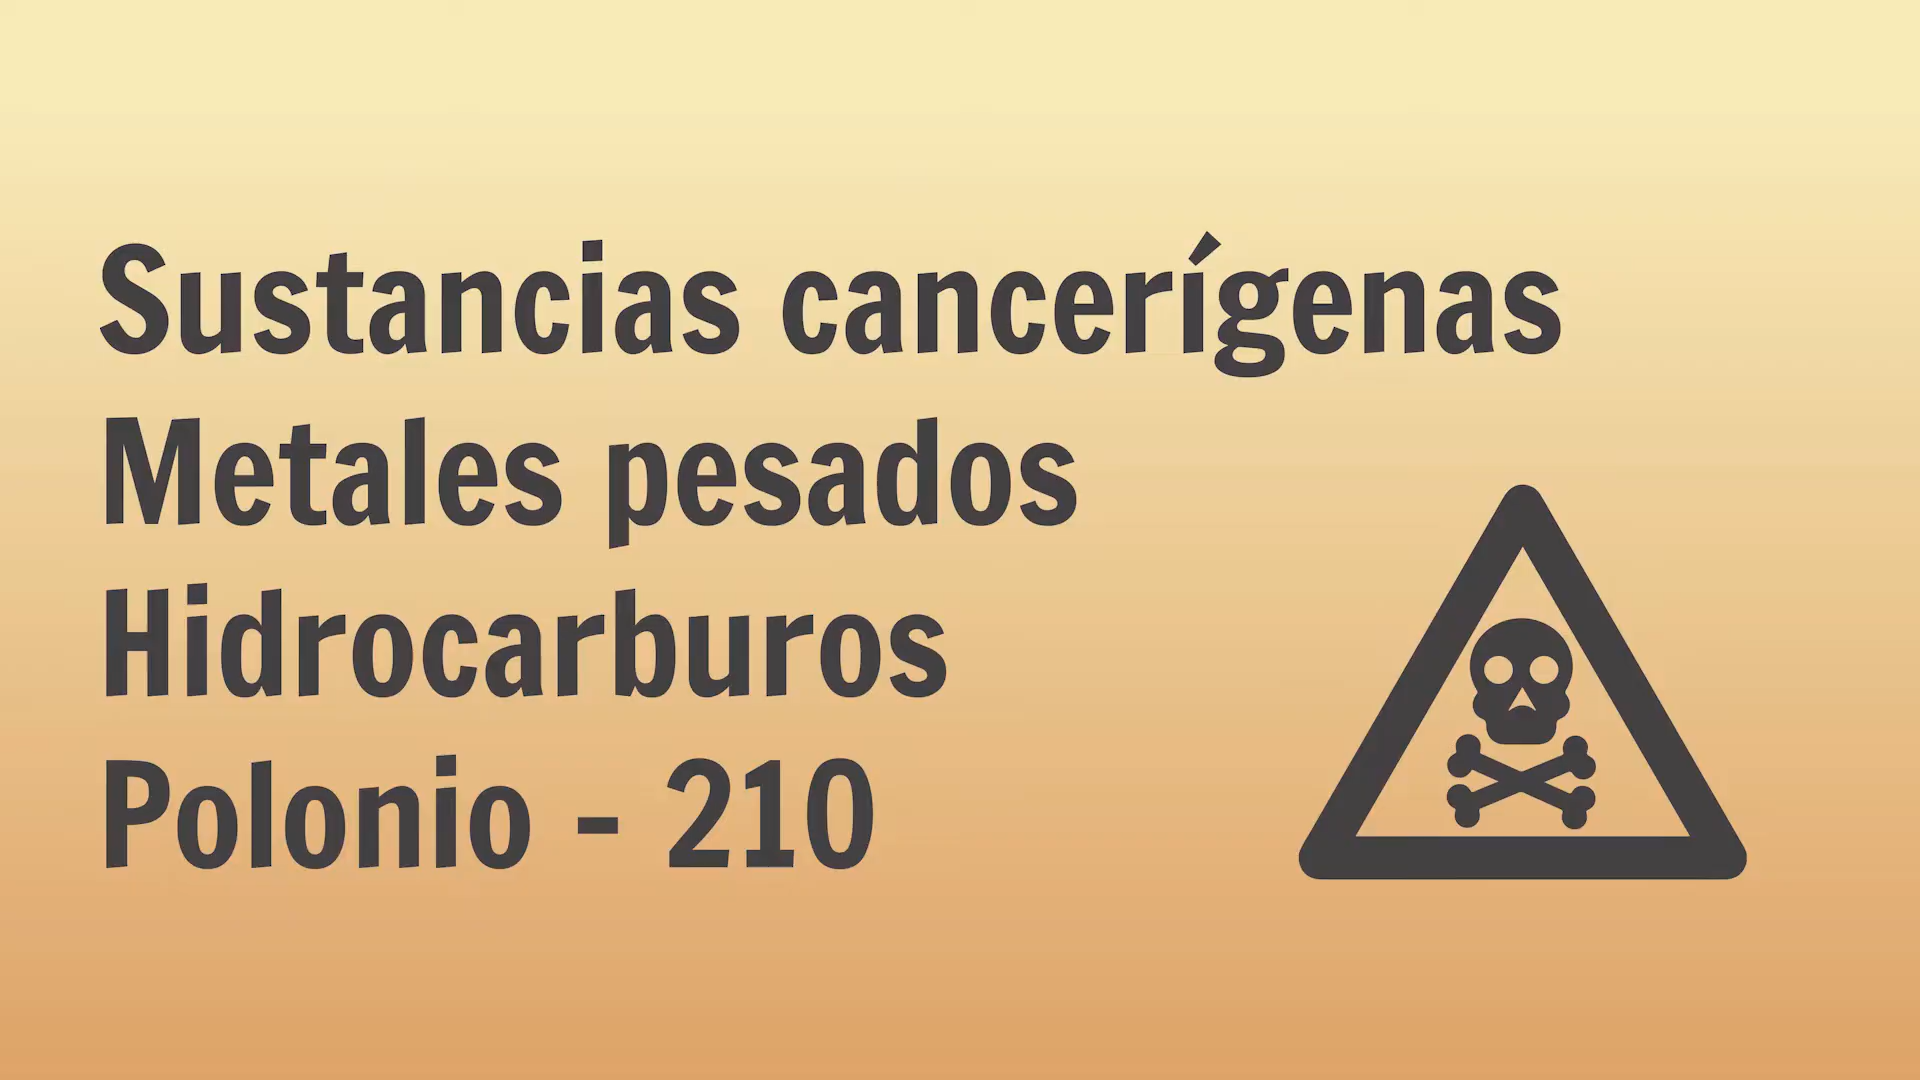 Sustancias cancerígenas
Metales pesados
Hidrocarburos
Polonio - 210